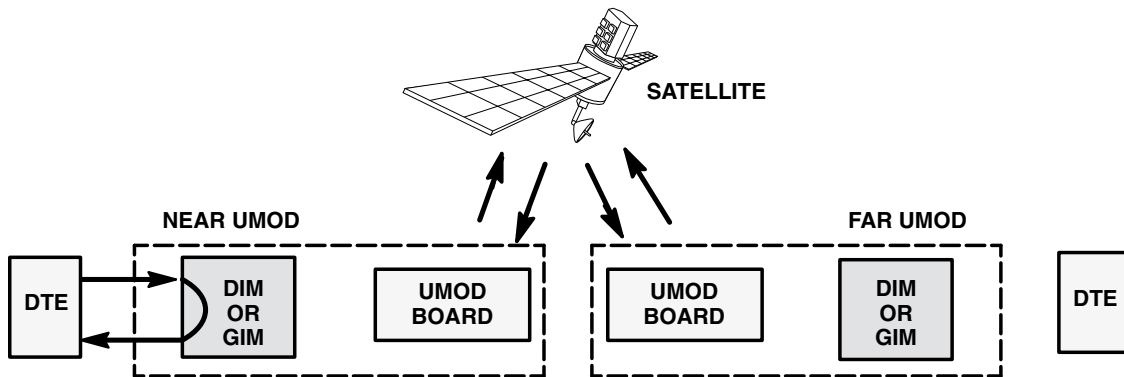 SATELLITE
NEAR UMOD
FAR UMOD
DTE
DIM
OR
GIM
UMOD
BOARD
UMOD
BOARD
DIM
OR
GIM
DTE